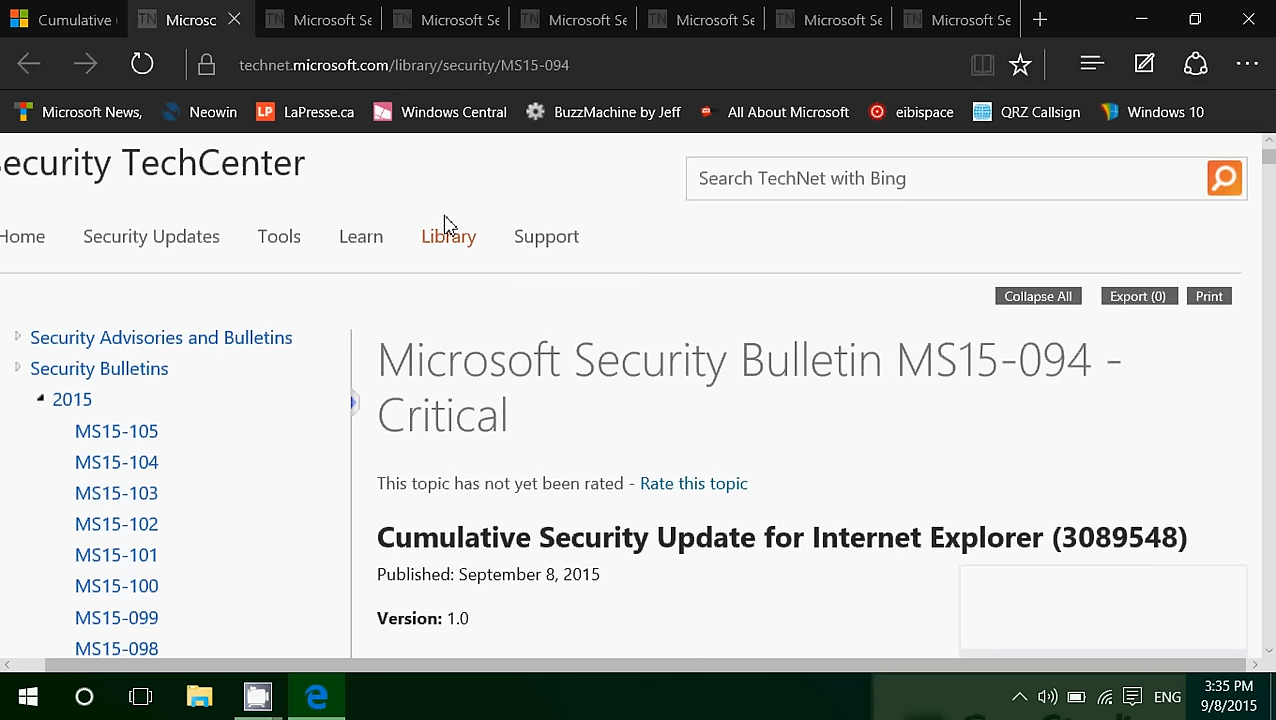 Cumulative
Microsc
Microsoft Se
Microsoft Se
Microsoft Se
Microsoft Se
Microsoft Se
Microsoft Se
technet.microsoft.com/library/security/MS15-094
Microsoft News,
Neowin
LP
LaPresse.ca
Windows Central
BuzzMachine by Jeff
All About Microsoft
eibispace
QRZ Callsign
Windows 10
ecurity TechCenter
Search TechNet with Bing
Home
Security Updates
Tools
Learn
Library
Support
Collapse All
Export (0)
Print
Security Advisories and Bulletins
Security Bulletins
2015
MS15-105
MS15-104
MS15-103
MS15-102
MS15-101
MS15-100
MS15-099
MS15-098
Microsoft Security Bulletin MS15-094 -
Critical
This topic has not yet been rated - Rate this topic
Cumulative Security Update for Internet Explorer (3089548)
Published: September 8, 2015
Version: 1.0
ENG
3:35 PM
9/8/2015